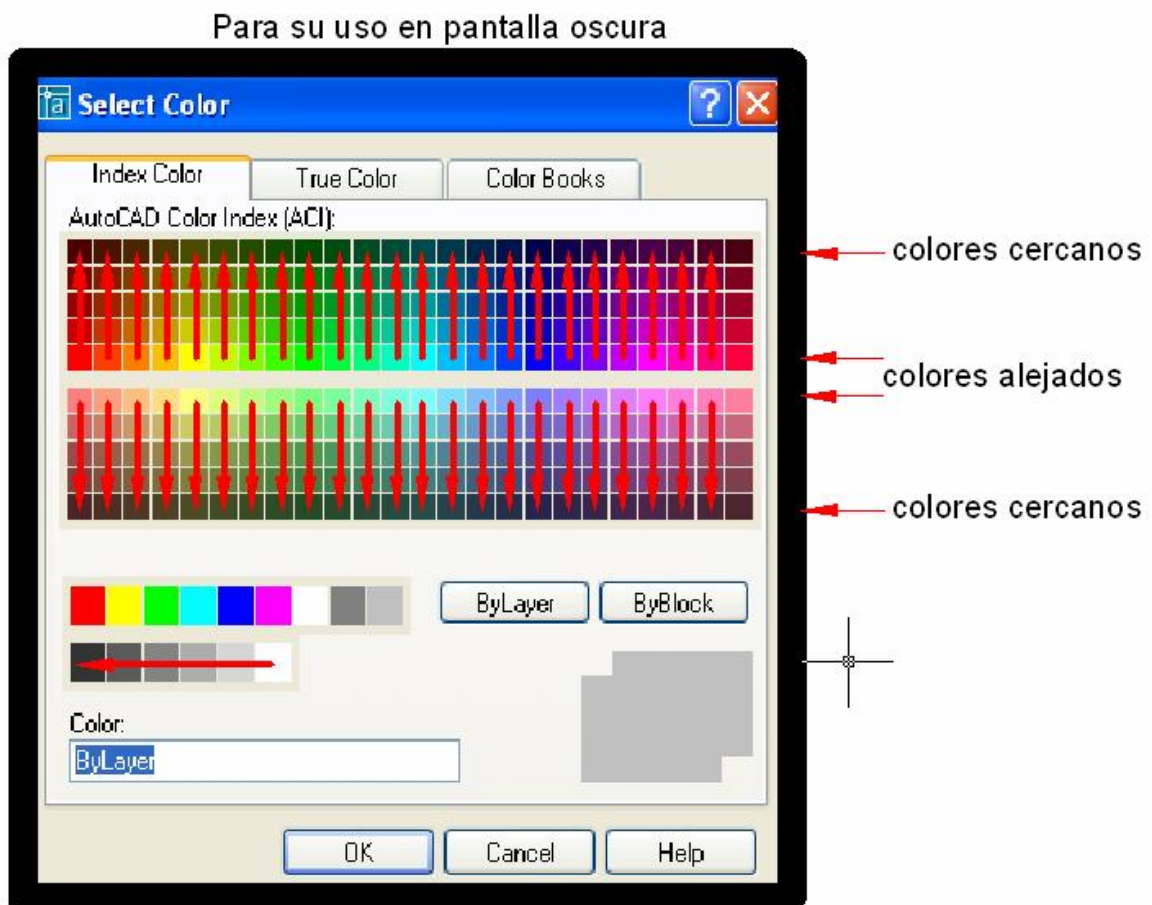 Para su uso en pantalla oscura
Select Color
Index Color
True Color
Color Books
AutoCAD Color Index (ACI):
colores cercanos
colores alejados
colores cercanos
ByLayer
ByBlock
Color:
ByLayer
OK
Cancel
Help